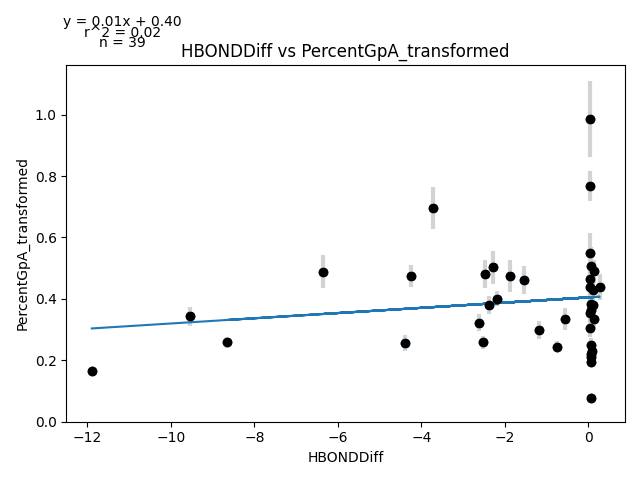 y = 0.01x + 0.40
r^2 = 0.02
n = 39
HBONDDiff vs PercentGpA_transformed
PercentGpA_transformed
1.0
0.8
0.6
0.4
0.2
0.0
−12
−10
−8
−6
−4
−2
0
HBONDDiff